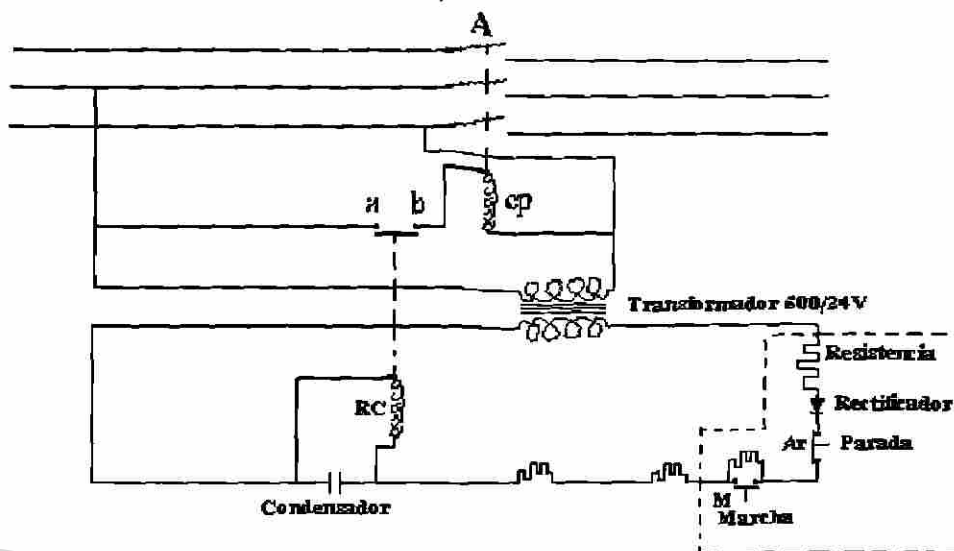 A
a b
cp
Transformador 600/24V
Resistencia
RC
Rectificador
Ar Parada
M
Marcha
Condensador